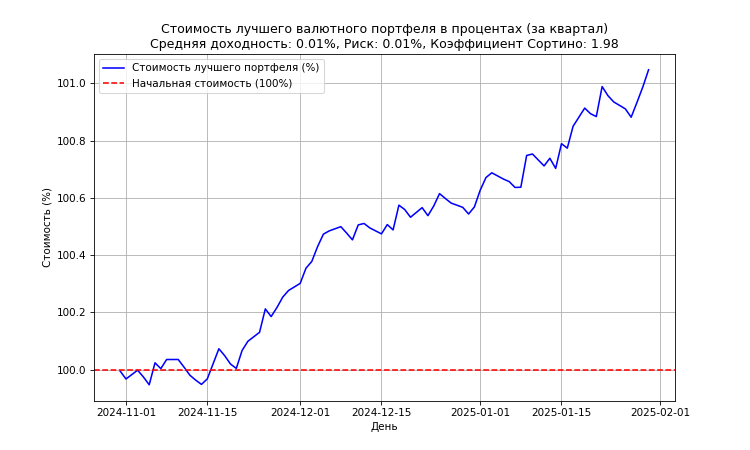 Стоимость лучшего валютного портфеля в процентах (за квартал)
Средняя доходность: 0.01%, Риск: 0.01%, Коэффициент Сортино: 1.98
Стоимость лучшего портфеля (%)
Начальная стоимость (100%)
Стоимость (%)
101.0
100.8
100.6
100.4
100.2
100.0
2024-11-01 2024-11-15 2024-12-01 2024-12-15 2025-01-01 2025-01-15 2025-02-01
День